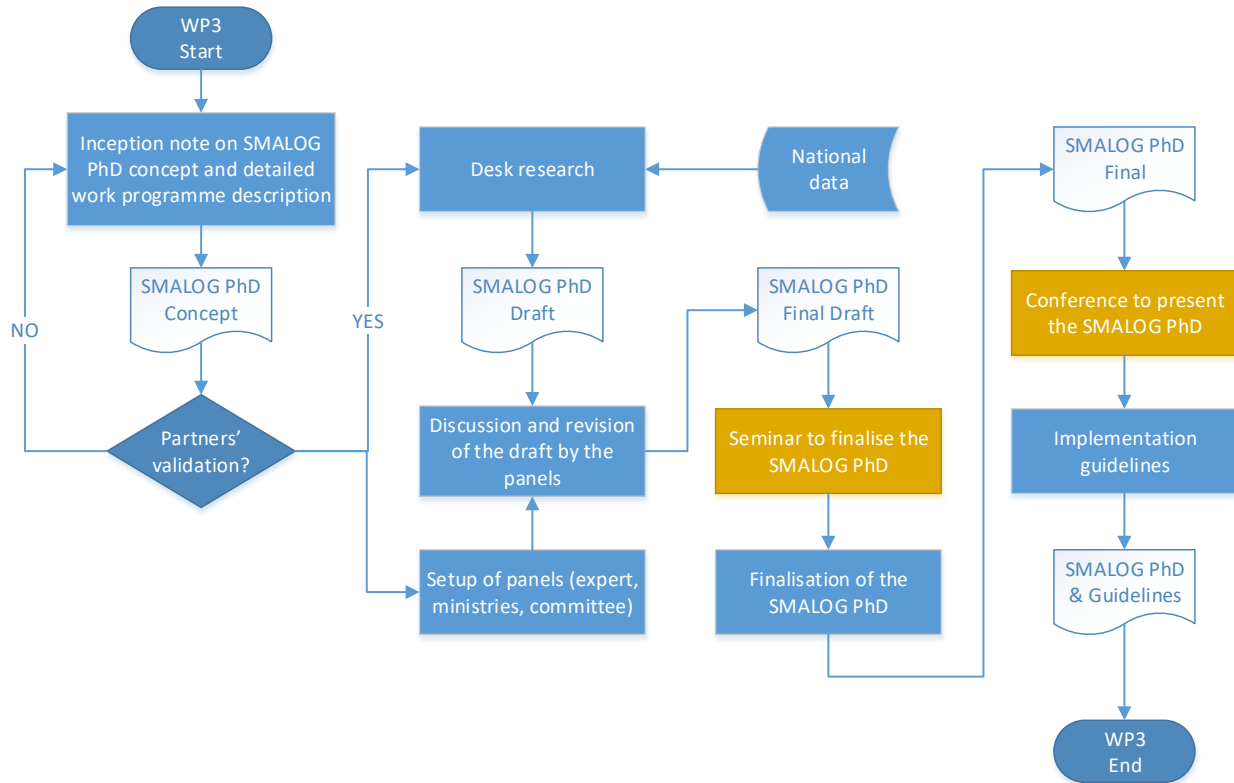 WP3
Start
Inception note on SMALOG
PhD concept and detailed
work programme description
SMALOG PhD
Concept
NO
Partners'
validation?
YES
Desk research
National
data
SMALOG PhD
Draft
Discussion and revision
of the draft by the
panels
Setup of panels (expert,
ministries, committee)
SMALOG PhD
Final Draft
Seminar to finalise the
SMALOG PhD
Finalisation of the
SMALOG PhD
SMALOG PhD
Final
Conference to present
the SMALOG PhD
Implementation
guidelines
SMALOG PhD
& Guidelines
WP3
End